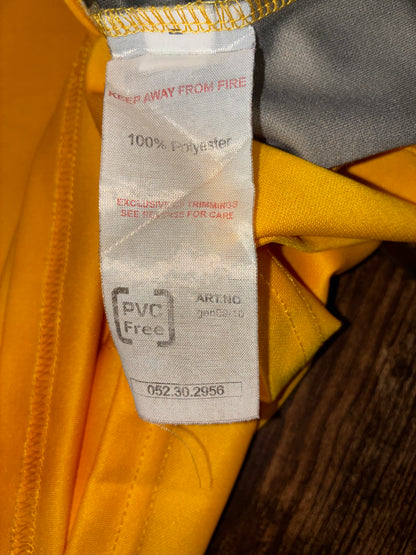 KEEP AWAY FROM FIRE
100% Polyester
EXCLUSIVE OF TRIMMINGS
SEE REVERSE FOR CARE
PVC
Free
ART.NO
052.30.2956